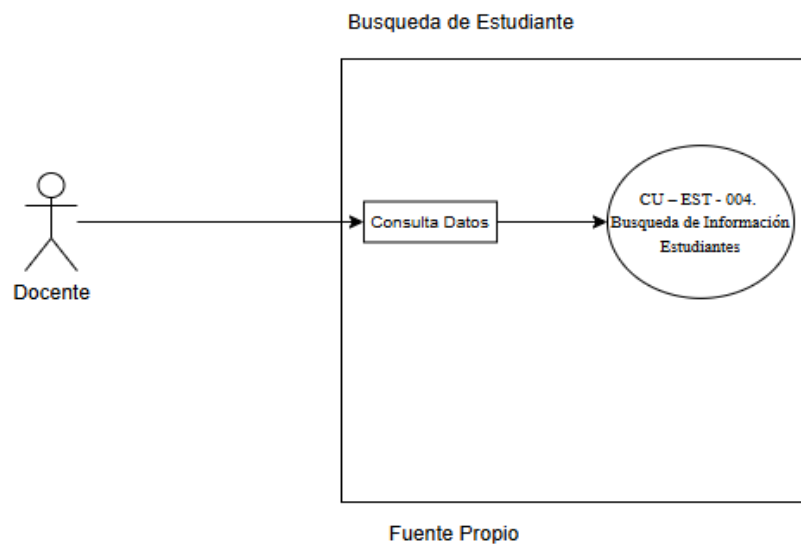 Busqueda de Estudiante
CU – EST - 004.
Consulta Datos
Busqueda de Información
Estudiantes
Docente
Fuente Propio